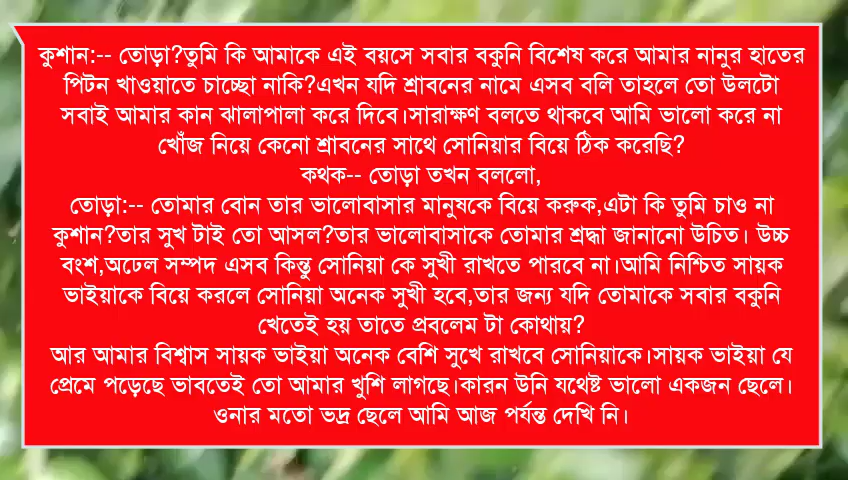 কুশান:-- তোড়া?তুমি কি আমাকে এই বয়সে সবার বকুনি বিশেষ করে আমার নানুর হাতের
পিটন খাওয়াতে চাচ্ছো নাকি?এখন যদি শ্রাবনের নামে এসব বলি তাহলে তো উলটো
সবাই আমার কান ঝালাপালা করে দিবে।সারাক্ষণ বলতে থাকবে আমি ভালো করে না
খোঁজ নিয়ে কেনো শ্রাবনের সাথে সোনিয়ার বিয়ে ঠিক করেছি?
কথক-- তোড়া তখন বললো,
তোড়া:-- তোমার বোন তার ভালোবাসার মানুষকে বিয়ে করুক,এটা কি তুমি চাও না
কুশান?তার সুখ টাই তো আসল?তার ভালোবাসাকে তোমার শ্রদ্ধা জানানো উচিত। উচ্চ
বংশ,অঢেল সম্পদ এসব কিন্তু সোনিয়া কে সুখী রাখতে পারবে না।আমি নিশ্চিত সায়ক
ভাইয়াকে বিয়ে করলে সোনিয়া অনেক সুখী হবে,তার জন্য যদি তোমাকে সবার বকুনি
খেতেই হয় তাতে প্রবলেম টা কোথায়?
আর আমার বিশ্বাস সায়ক ভাইয়া অনেক বেশি সুখে রাখবে সোনিয়াকে।সায়ক ভাইয়া যে
প্রেমে পড়েছে ভাবতেই তো আমার খুশি লাগছে।কারন উনি যথেষ্ট ভালো একজন ছেলে।
ওনার মতো ভদ্র ছেলে আমি আজ পর্যন্ত দেখি নি।